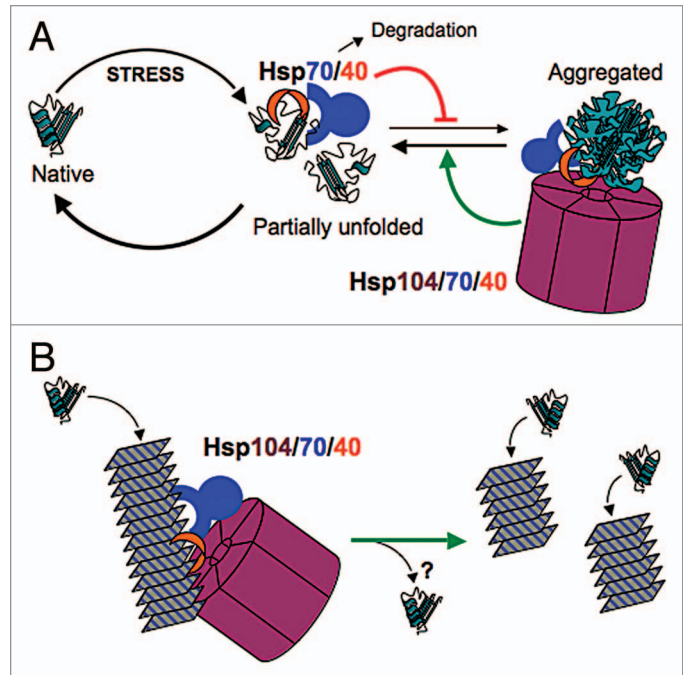 A
Degradation
Hsp70/40
STRESS
Aggregated
Native
Partially unfolded
Hsp104/70/40
B
Hsp104/70/40
?